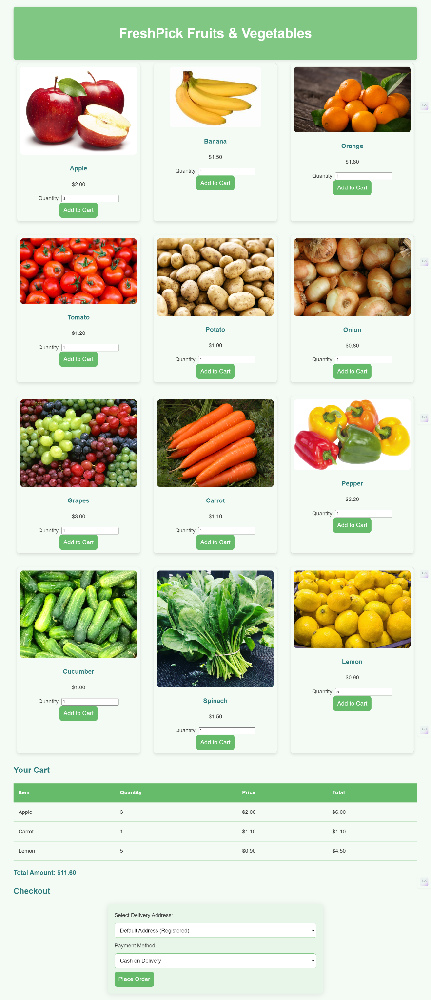 FreshPick Fruits & Vegetables
Apple
$2.00
Quantity: 3
Add to Cart
Banana
$1.50
Quantity: 1
Add to Cart
Orange
$1.80
Quantity: 1
Add to Cart
Tomato
$1.20
Quantity: 1
Add to Cart
Potato
$1.00
Quantity: 1
Add to Cart
Onion
$0.80
Quantity: 1
Add to Cart
Grapes
$3.00
Quantity: 1
Add to Cart
Carrot
$1.10
Quantity: 1
Add to Cart
Pepper
$2.20
Quantity: 1
Add to Cart
Cucumber
$1.00
Quantity: 1
Add to Cart
Spinach
$1.50
Quantity: 1
Add to Cart
Lemon
$0.90
Quantity: 5
Add to Cart
Your Cart
Item Quantity Price Total
Apple 3 $2.00 $6.00
Carrot 1 $1.10 $1.10
Lemon 5 $0.90 $4.50
Total Amount: $11.60
Checkout
Select Delivery Address:
Default Address (Registered)
Payment Method:
Cash on Delivery
Place Order